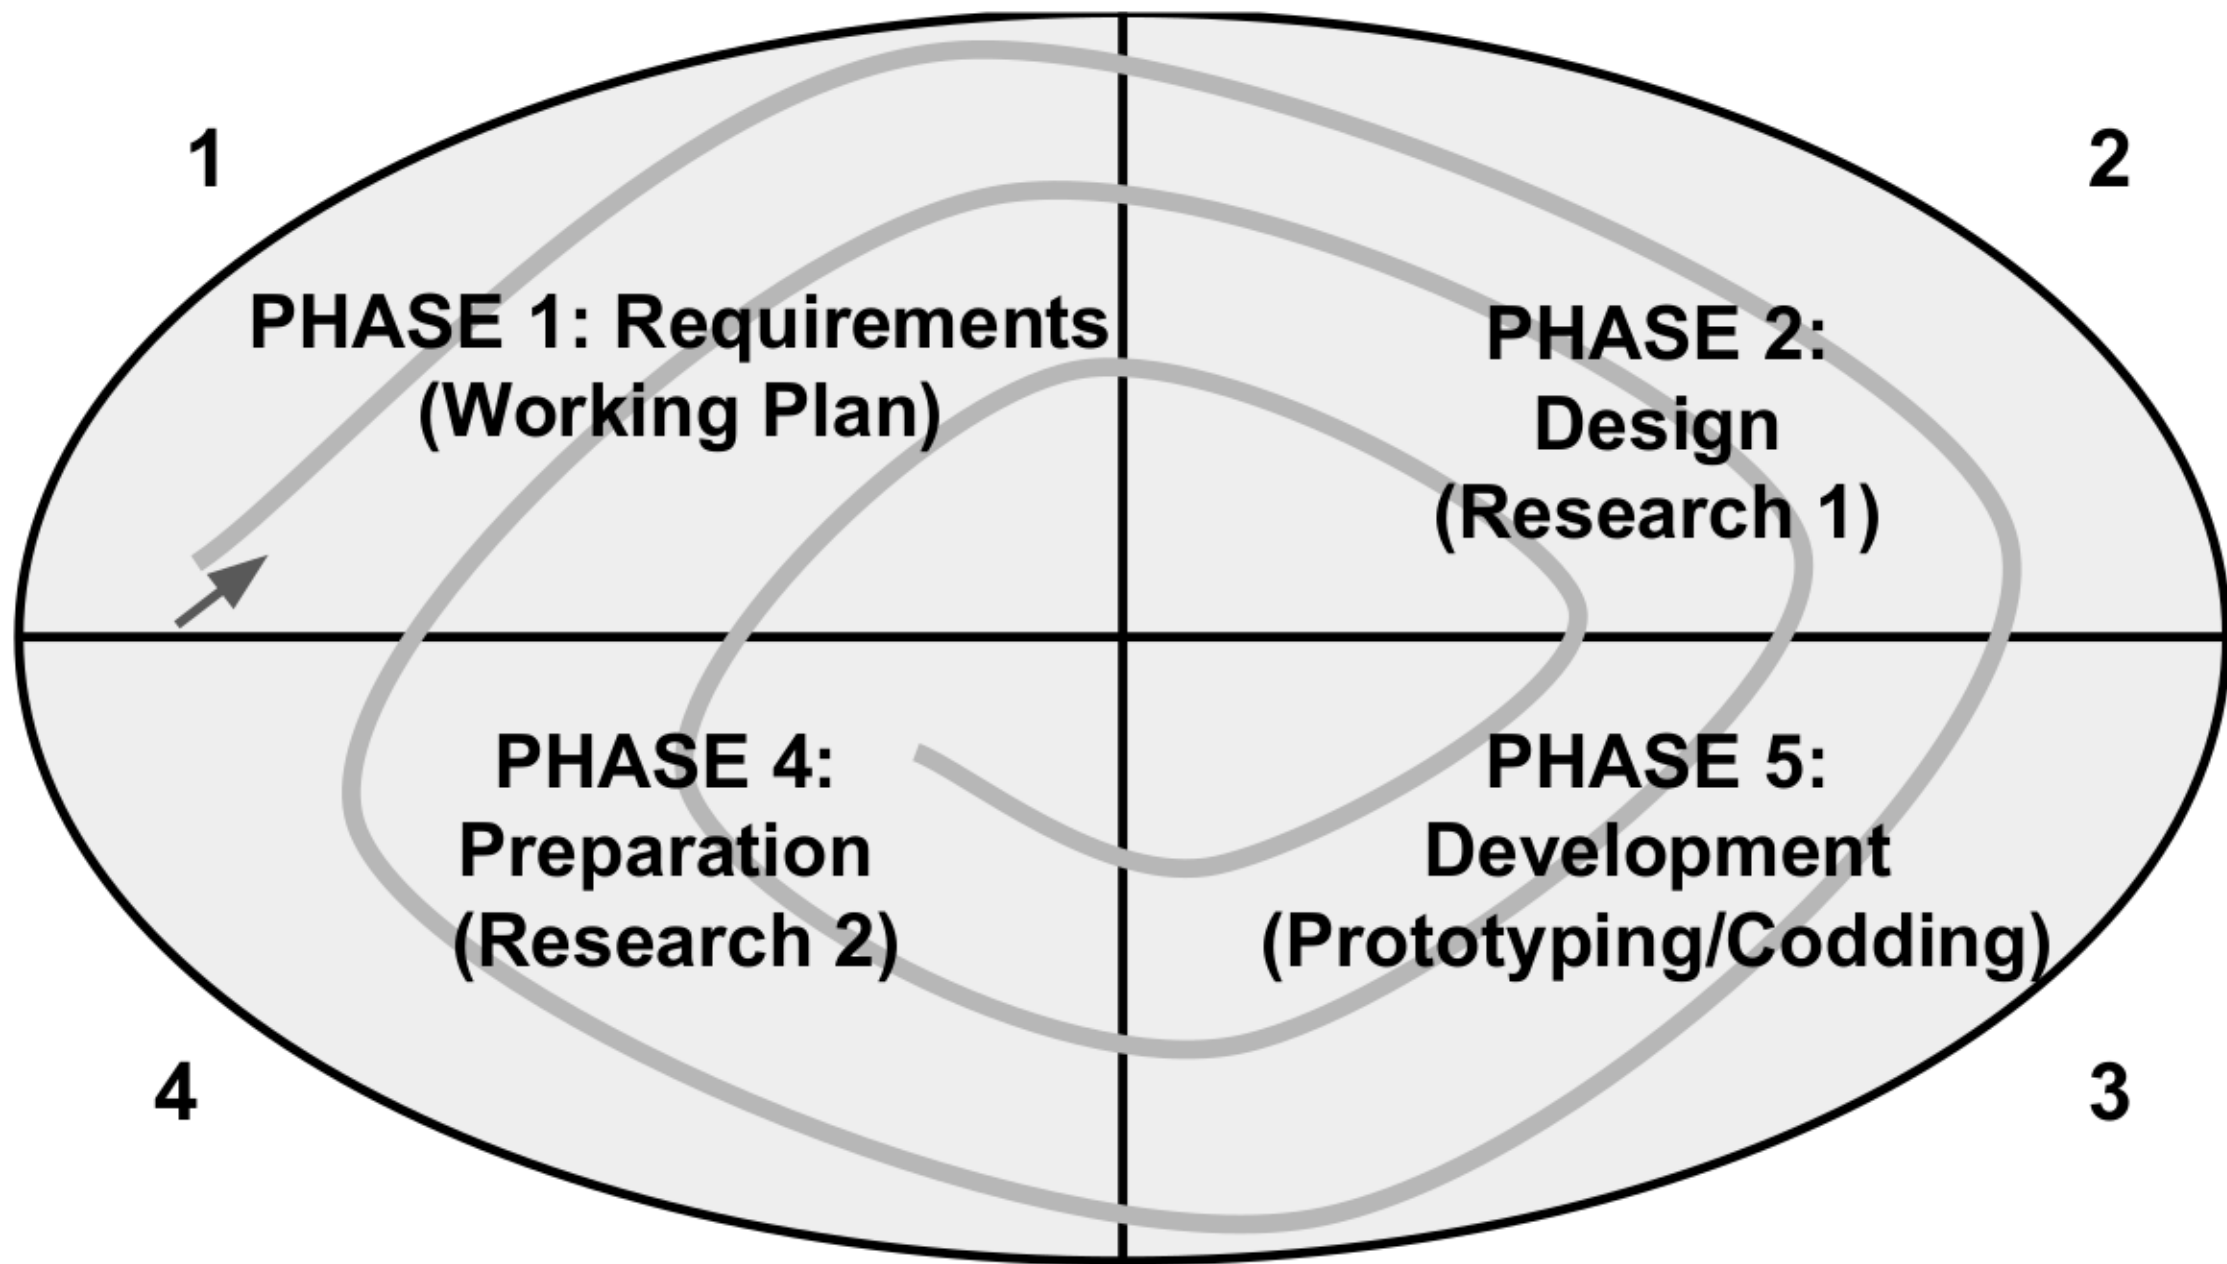 1
2
PHASE 1: Requirements
(Working Plan)
PHASE 2:
Design
(Research 1)
PHASE 4:
Preparation
(Research 2)
PHASE 5:
Development
(Prototyping/Codding)
4
3